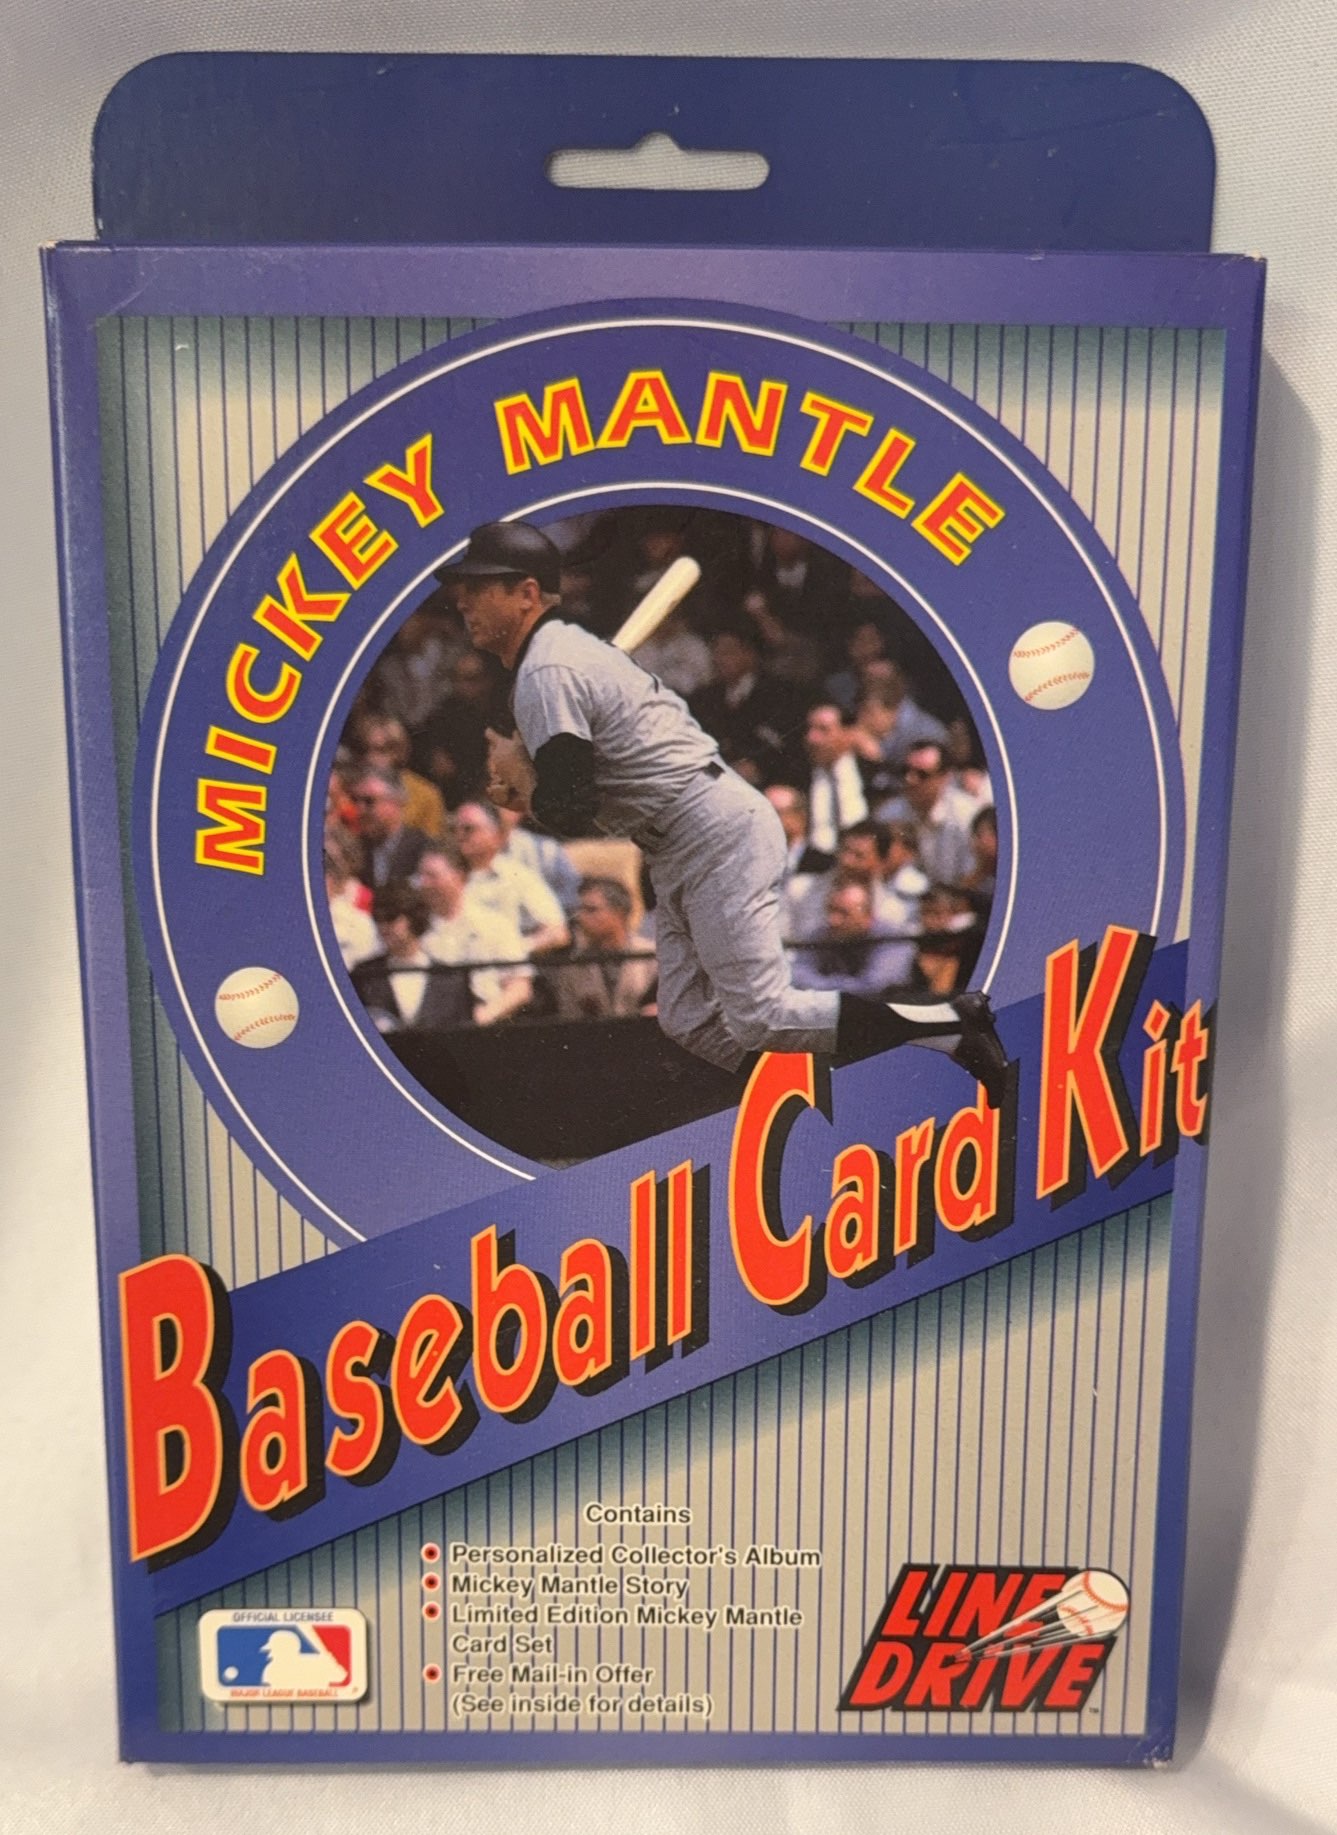 MICKEY MANTLE
Baseball Card Kit
Contains
Personalized Collector's Album
Mickey Mantle Story
Limited Edition Mickey Mantle
Card Set
Free Mail-in Offer
(See inside for details)
OFFICIAL LICENSEE
MAJOR LEAGUE BASEBALL
LINE
DRIVE
TM